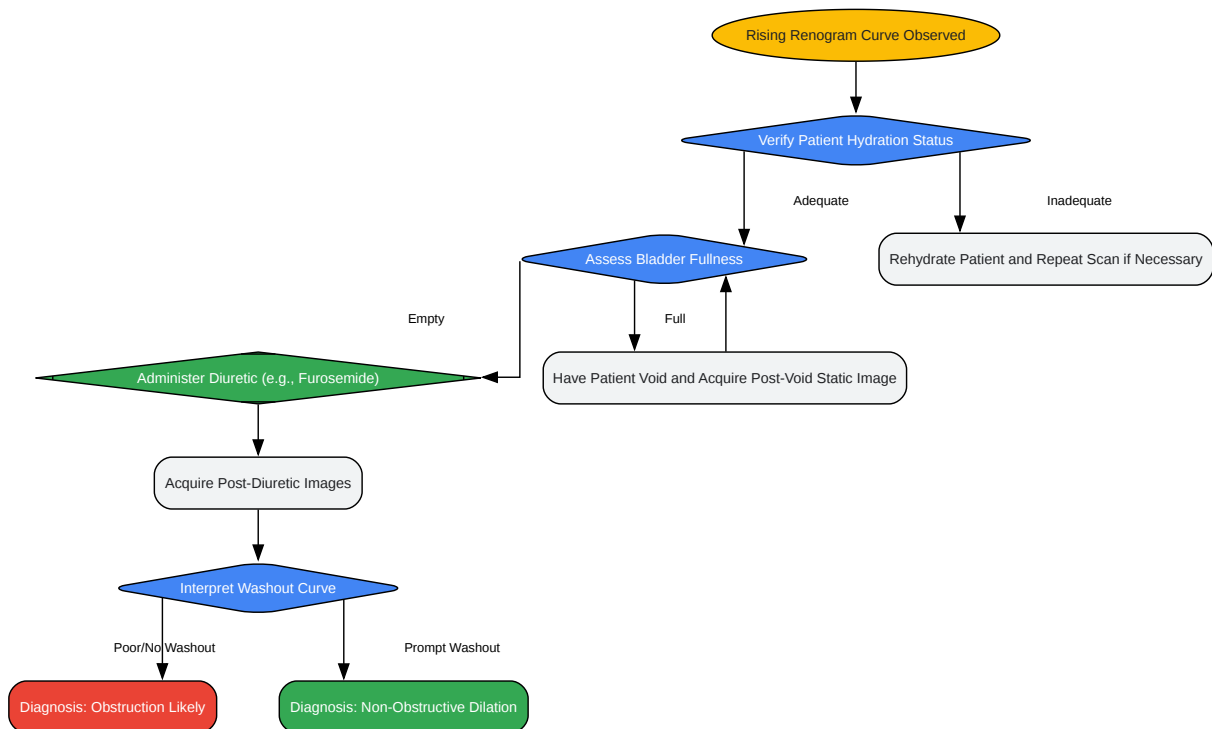 Rising Renogram Curve Observed
Verify Patient Hydration Status
Adequate
Inadequate
Assess Bladder Fullness
Rehydrate Patient and Repeat Scan if Necessary
Empty
Full
Administer Diuretic (e.g., Furosemide)
Have Patient Void and Acquire Post-Void Static Image
Acquire Post-Diuretic Images
Interpret Washout Curve
Poor/No Washout
Prompt Washout
Diagnosis: Obstruction Likely
Diagnosis: Non-Obstructive Dilation